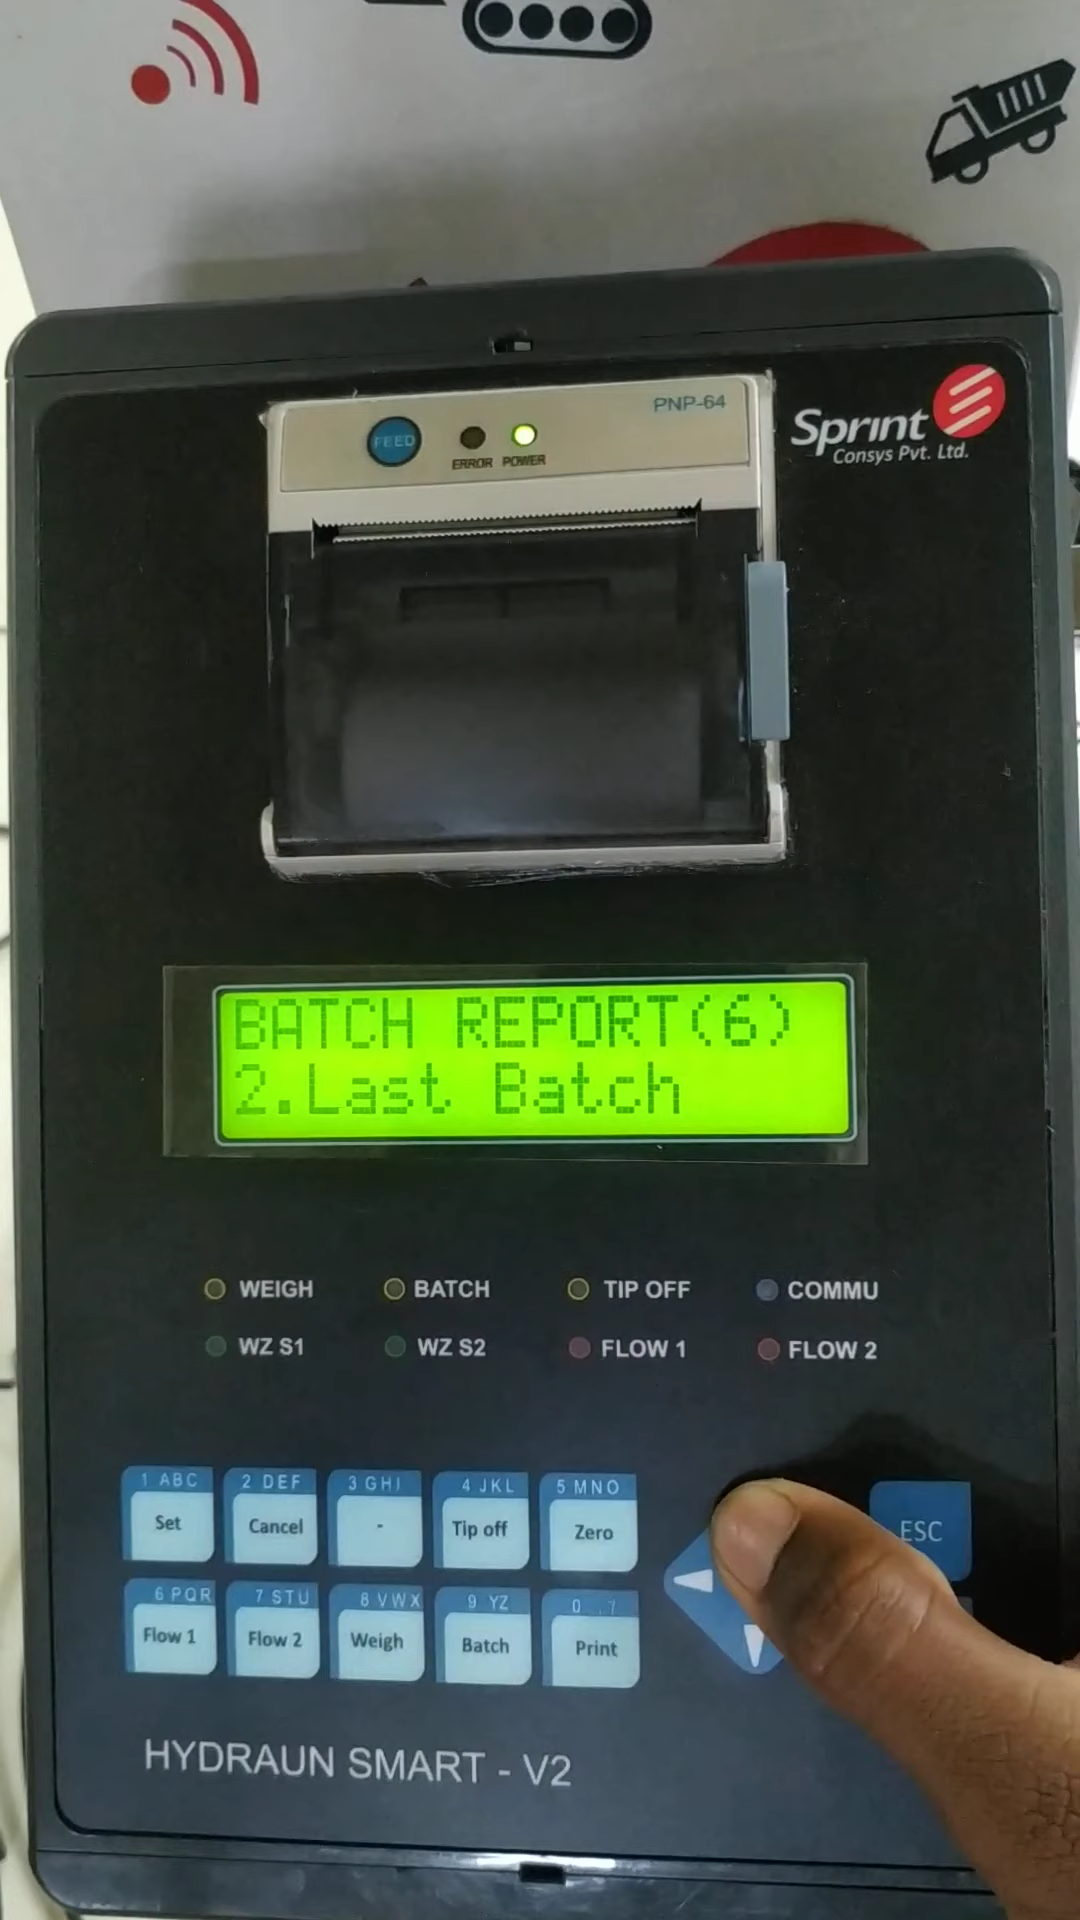 PNP-64
FEED
ERROR POWER
Sprint
Consys Pvt. Ltd.
BATCH REPORT(6)
2.Last Batch
WEIGH BATCH TIP OFF COMMU
WZ S1 WZ S2 FLOW 1 FLOW 2
1 ABC 2 DEF 3 GHI 4 JKL 5 MNO
Set Cancel - Tip off Zero ESC
6 PQR 7 STU 8 VWX 9 YZ 0
Flow 1 Flow 2 Weigh Batch Print
HYDRAUN SMART - V2